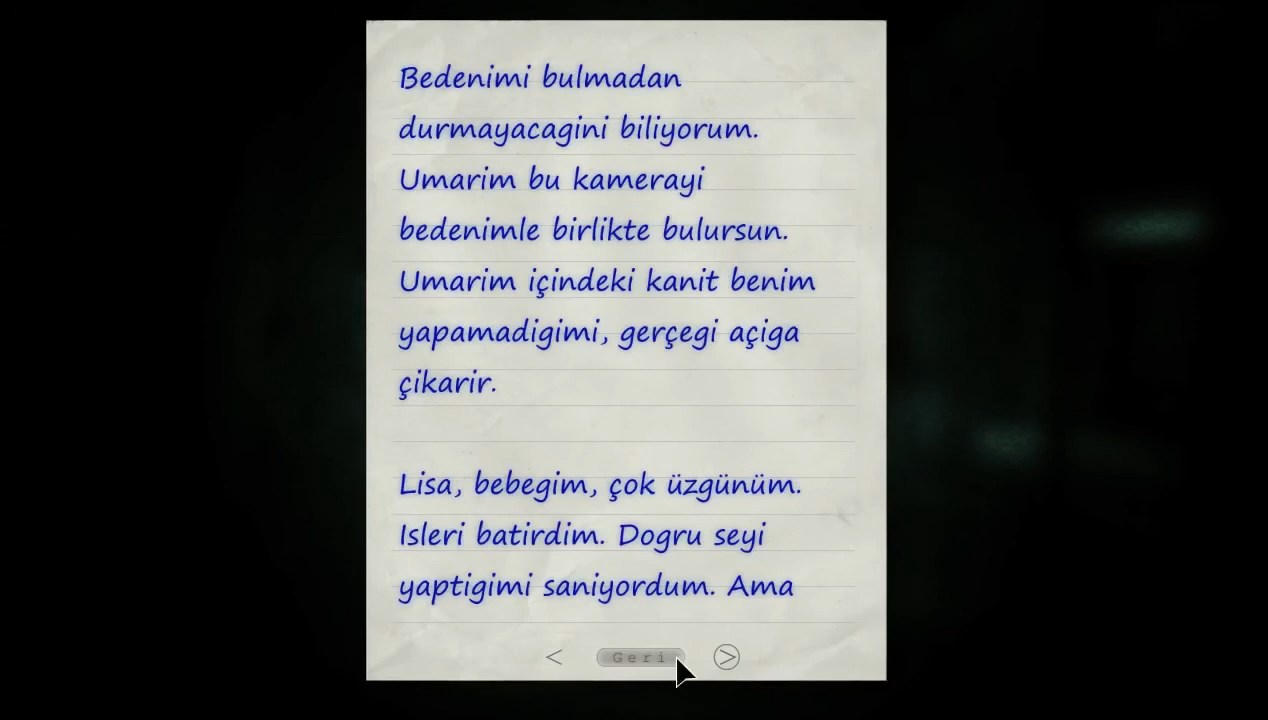 Bedenimi bulmadan
durmayacagini biliyorum.
Umarim bu kamerayi
bedenimle birlikte bulursun.
Umarim içindeki kanit benim
yapamadigimi, gerçegi açiga
çikarir.
Lisa, bebegim, çok üzgünüm.
Isleri batirdim. Dogru seyi
yaptigimi saniyordum. Ama
< Geri >